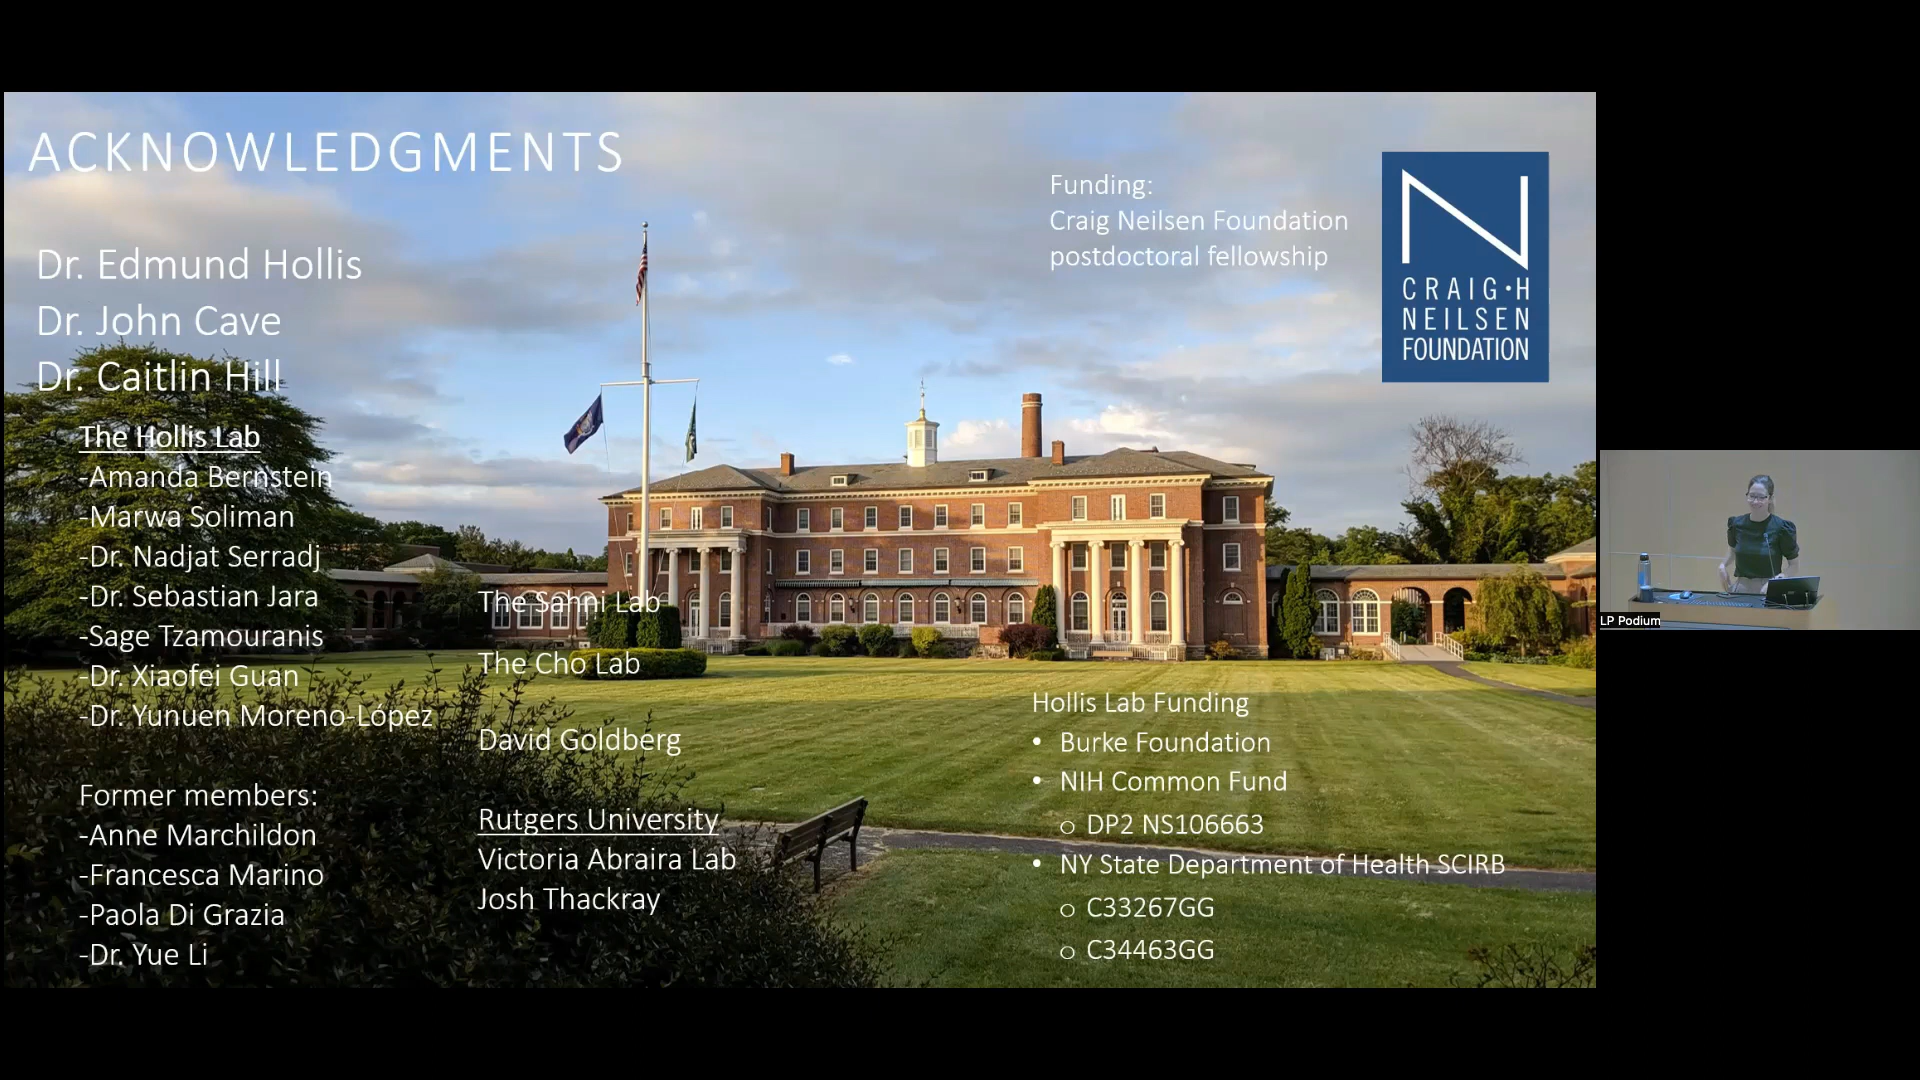 ACKNOWLEDGMENTS
Dr. Edmund Hollis
Dr. John Cave
Dr. Caitlin Hill
The Hollis Lab
-Amanda Bernstein
-Marwa Soliman
-Dr. Nadjat Serradj
-Dr. Sebastian Jara
-Sage Tzamouranis
-Dr. Xiaofei Guan
-Dr. Yunuen Moreno-López
Former members:
-Anne Marchildon
-Francesca Marino
-Paola Di Grazia
-Dr. Yue Li
The Sahni Lab
The Cho Lab
David Goldberg
Rutgers University
Victoria Abraira Lab
Josh Thackray
Funding:
Craig Neilsen Foundation
postdoctoral fellowship
N
CRAIG•H
NEILSEN
FOUNDATION
Hollis Lab Funding
• Burke Foundation
• NIH Common Fund
o DP2 NS106663
• NY State Department of Health SCIRB
o C33267GG
o C34463GG
LP Podium